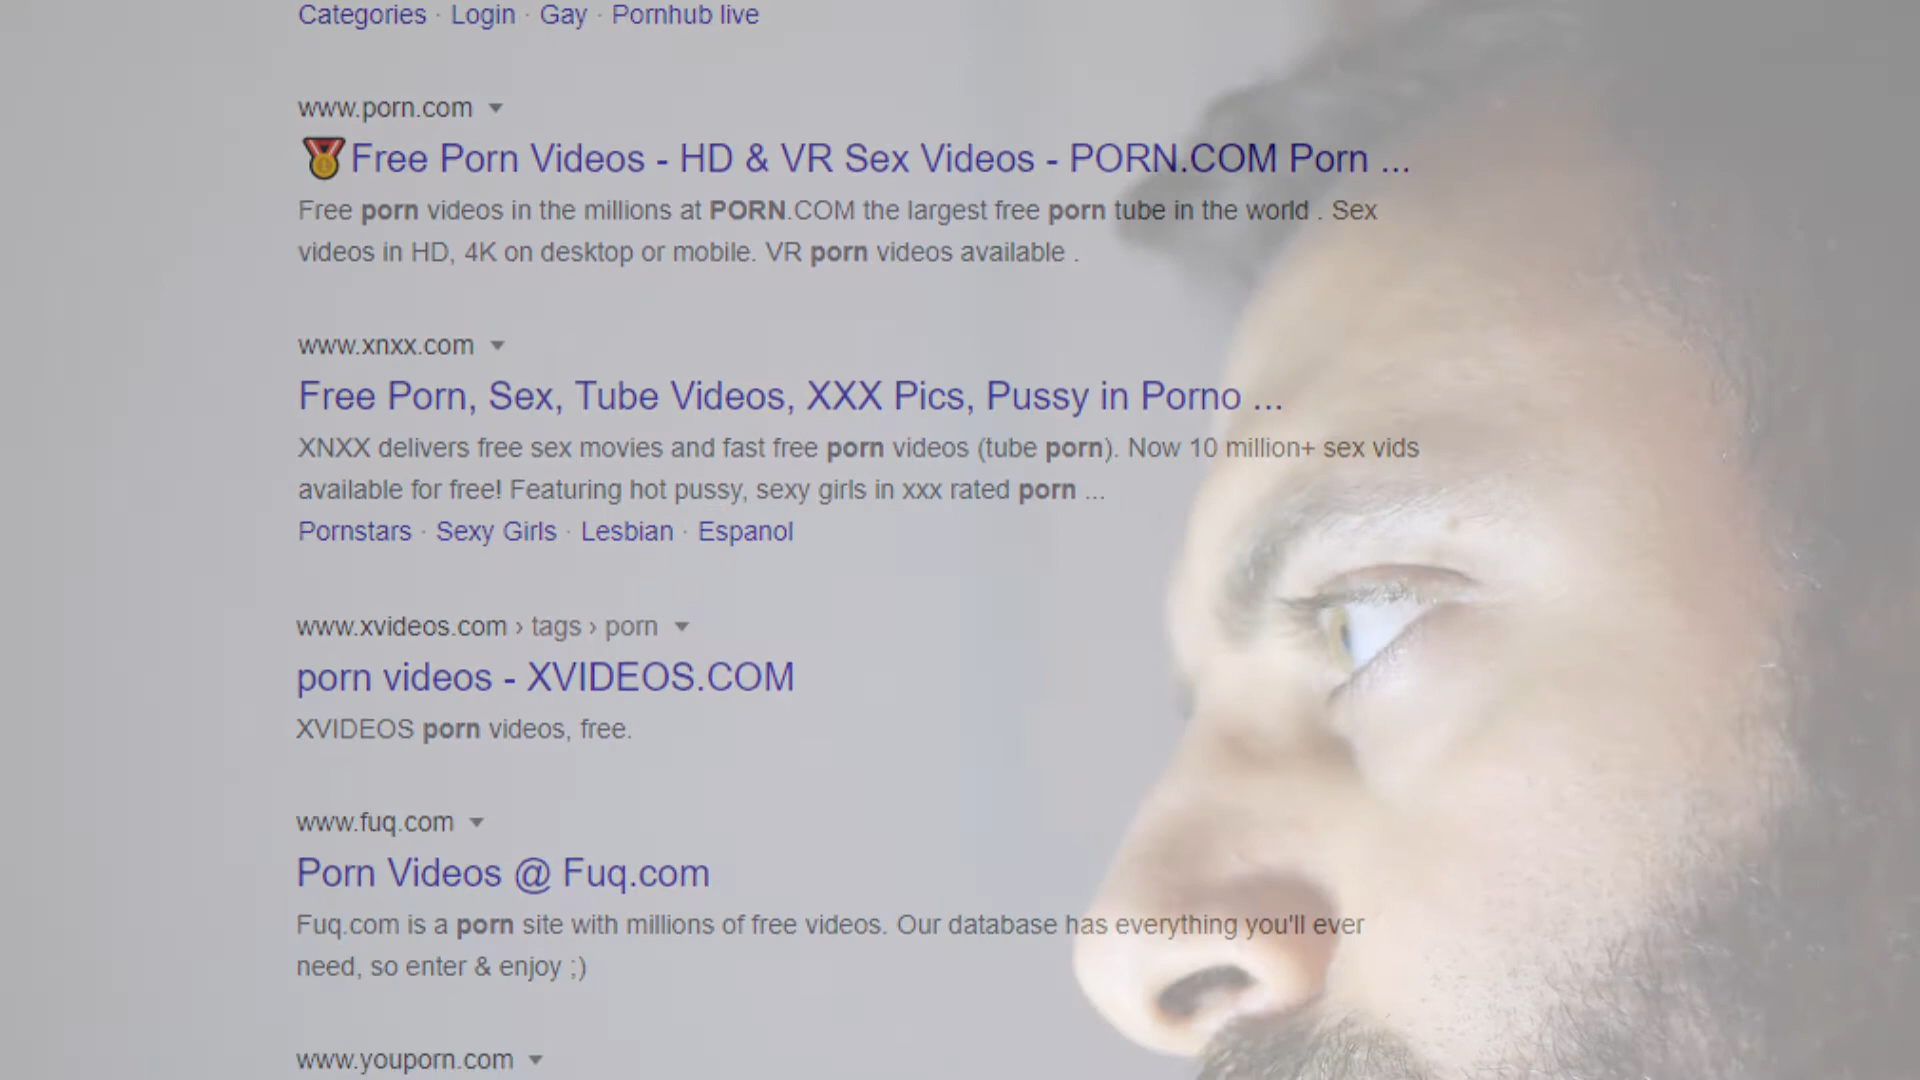 Categories · Login · Gay · Pornhub live
www.porn.com
Free Porn Videos - HD & VR Sex Videos - PORN.COM Porn ...
Free porn videos in the millions at PORN.COM the largest free porn tube in the world . Sex
videos in HD, 4K on desktop or mobile. VR porn videos available .
www.xnxx.com
Free Porn, Sex, Tube Videos, XXX Pics, Pussy in Porno ...
XNXX delivers free sex movies and fast free porn videos (tube porn). Now 10 million+ sex vids
available for free! Featuring hot pussy, sexy girls in xxx rated porn ...
Pornstars · Sexy Girls · Lesbian · Espanol
www.xvideos.com › tags › porn
porn videos - XVIDEOS.COM
XVIDEOS porn videos, free.
www.fuq.com
Porn Videos @ Fuq.com
Fuq.com is a porn site with millions of free videos. Our database has everything you'll ever
need, so enter & enjoy ;)
www.youporn.com